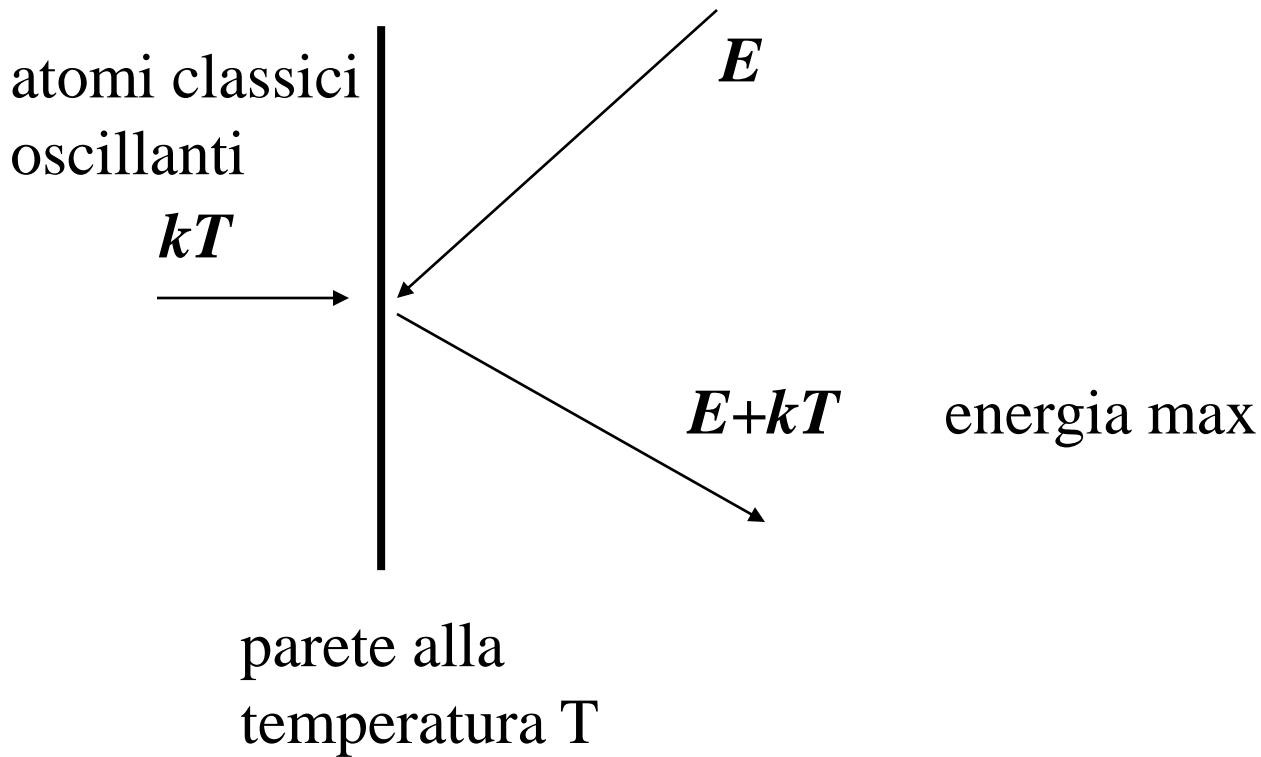 atomi classici
oscillanti
kT
E
E+kT energia max
parete alla
temperatura T